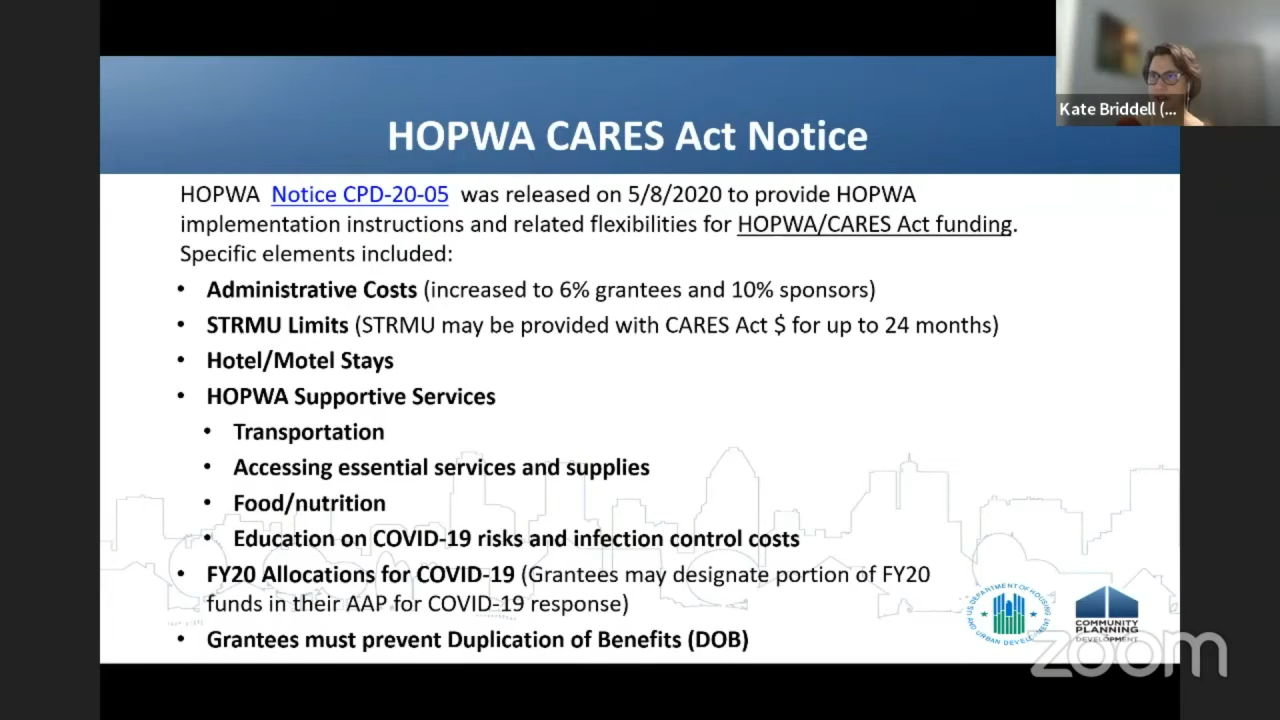 Kate Briddell (...
HOPWA CARES Act Notice
HOPWA Notice CPD-20-05 was released on 5/8/2020 to provide HOPWA
implementation instructions and related flexibilities for HOPWA/CARES Act funding.
Specific elements included:
• Administrative Costs (increased to 6% grantees and 10% sponsors)
• STRMU Limits (STRMU may be provided with CARES Act $ for up to 24 months)
• Hotel/Motel Stays
• HOPWA Supportive Services
• Transportation
• Accessing essential services and supplies
• Food/nutrition
• Education on COVID-19 risks and infection control costs
• FY20 Allocations for COVID-19 (Grantees may designate portion of FY20
funds in their AAP for COVID-19 response)
• Grantees must prevent Duplication of Benefits (DOB)
US DEPARTMENT OF HOUSING
AND URBAN DEVELOPMENT
COMMUNITY
PLANNING
DEVELOPMENT
zoom